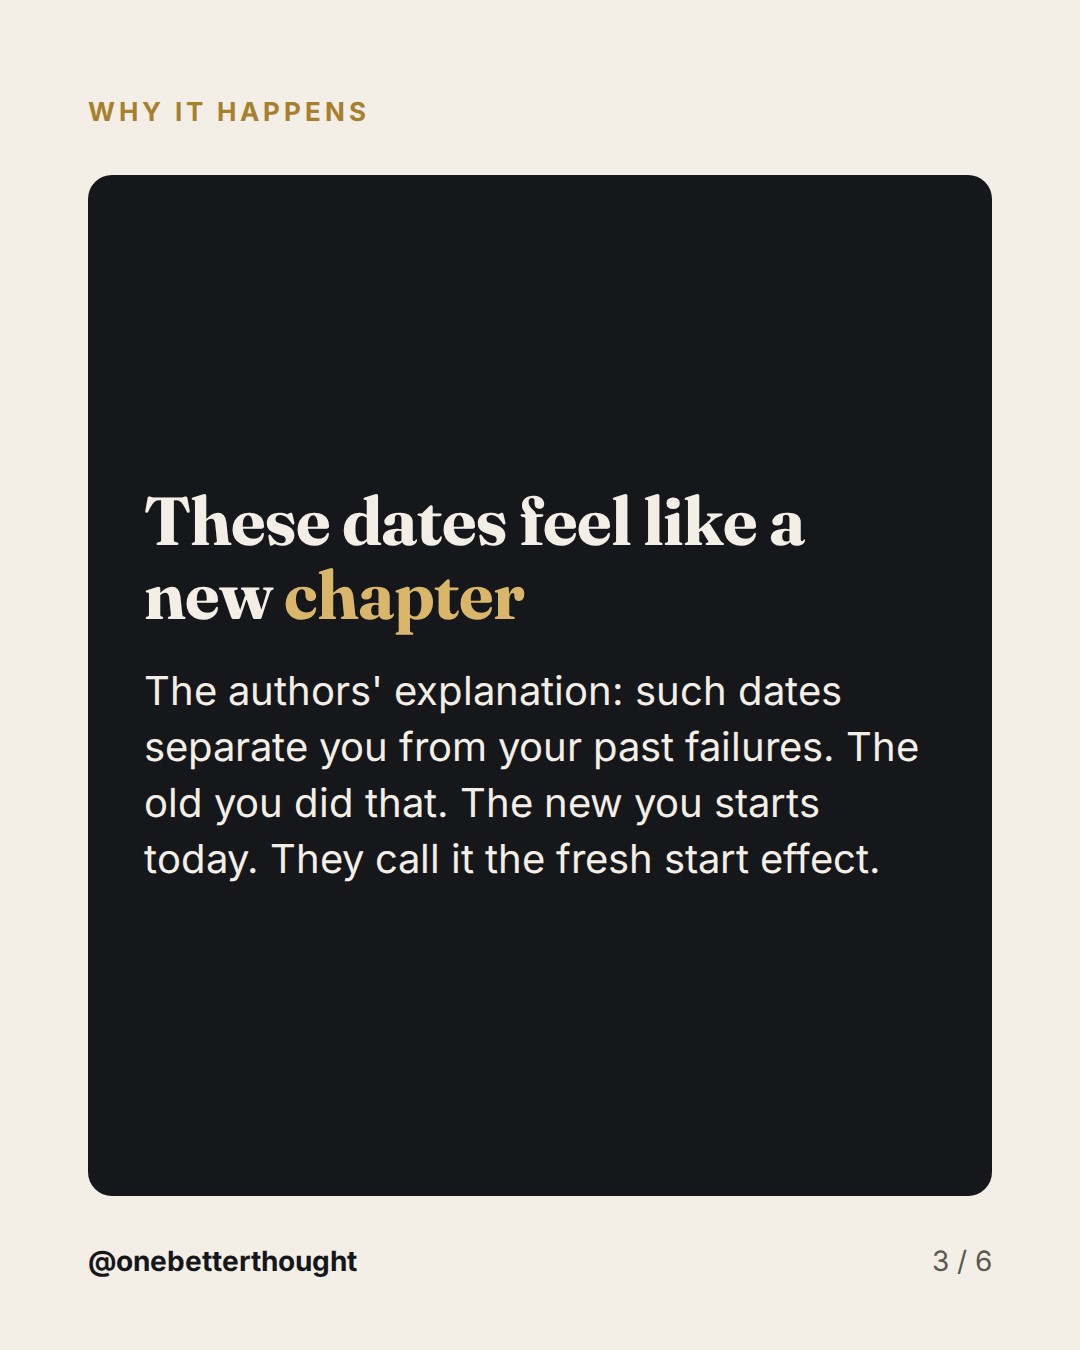 WHY IT HAPPENS
These dates feel like a
new chapter
The authors' explanation: such dates
separate you from your past failures. The
old you did that. The new you starts
today. They call it the fresh start effect.
@onebetterthought
3 / 6